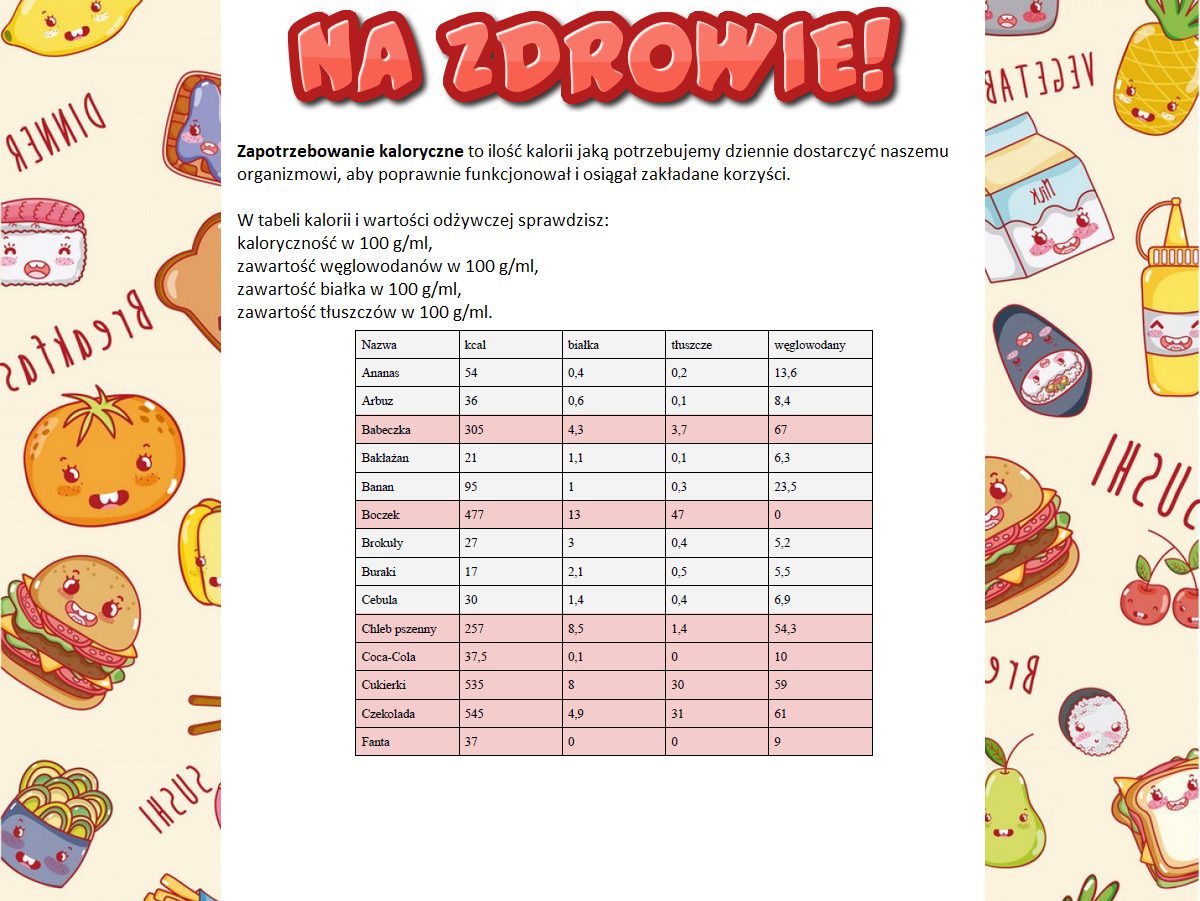 NA ZDROWIE!
Zapotrzebowanie kaloryczne to ilość kalorii jaką potrzebujemy dziennie dostarczyć naszemu
organizmowi, aby poprawnie funkcjonował i osiągał zakładane korzyści.
W tabeli kalorii i wartości odżywczej sprawdzisz:
kaloryczność w 100 g/ml,
zawartość węglowodanów w 100 g/ml,
zawartość białka w 100 g/ml,
zawartość tłuszczów w 100 g/ml.
Nazwa kcal białka tłuszcze węglowodany
Ananas 54 0,4 0,2 13,6
Arbuz 36 0,6 0,1 8,4
Babeczka 305 4,3 3,7 67
Bakłażan 21 1,1 0,1 6,3
Banan 95 1 0,3 23,5
Boczek 477 13 47 0
Brokuły 27 3 0,4 5,2
Buraki 17 2,1 0,5 5,5
Cebula 30 1,4 0,4 6,9
Chleb pszenny 257 8,5 1,4 54,3
Coca-Cola 37,5 0,1 0 10
Cukierki 535 8 30 59
Czekolada 545 4,9 31 61
Fanta 37 0 0 9
DINNER
Breakfas
SUSHI
VEGETAB
Milk
SUSHI
Bre